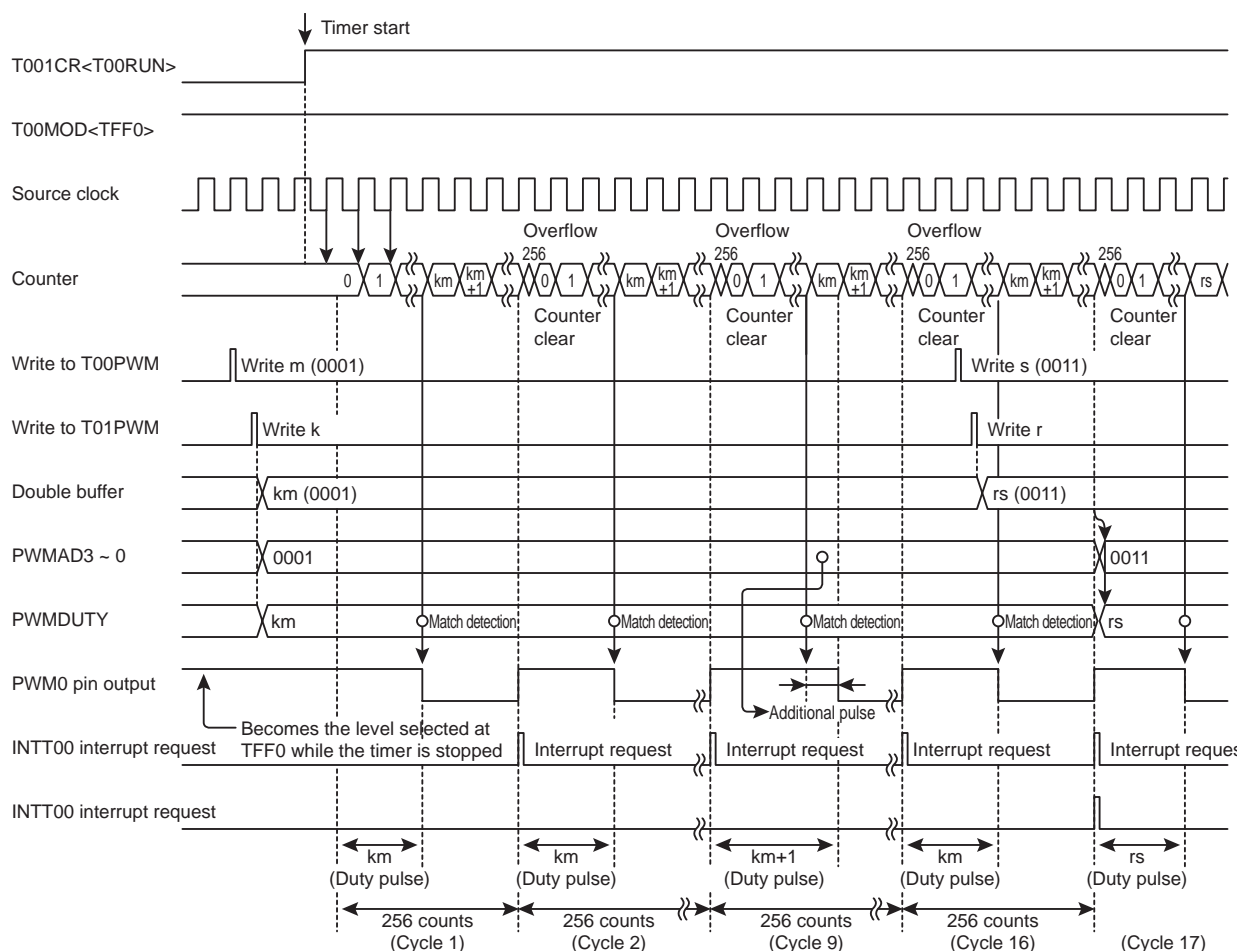 Timer start
T001CR<T00RUN>
T00MOD<TFF0>
Source clock
Overflow Overflow Overflow
256 256 256 256
Counter 0 1 km km+1 0 1 km km+1 0 1 km km+1 0 1 km km+1 0 1 rs
Counter clear Counter clear Counter clear Counter clear
Write to T00PWM Write m (0001) Write s (0011)
Write to T01PWM Write k Write r
Double buffer km (0001) rs (0011)
PWMAD3 ~ 0 0001 0011
PWMDUTY km Match detection Match detection Match detection Match detection rs
PWM0 pin output
Additional pulse
Becomes the level selected at
TFF0 while the timer is stopped
INTT00 interrupt request Interrupt request Interrupt request Interrupt request Interrupt reques
INTT00 interrupt request
km km km+1 km rs
(Duty pulse) (Duty pulse) (Duty pulse) (Duty pulse) (Duty pulse)
256 counts 256 counts 256 counts 256 counts
(Cycle 1) (Cycle 2) (Cycle 9) (Cycle 16) (Cycle 17)